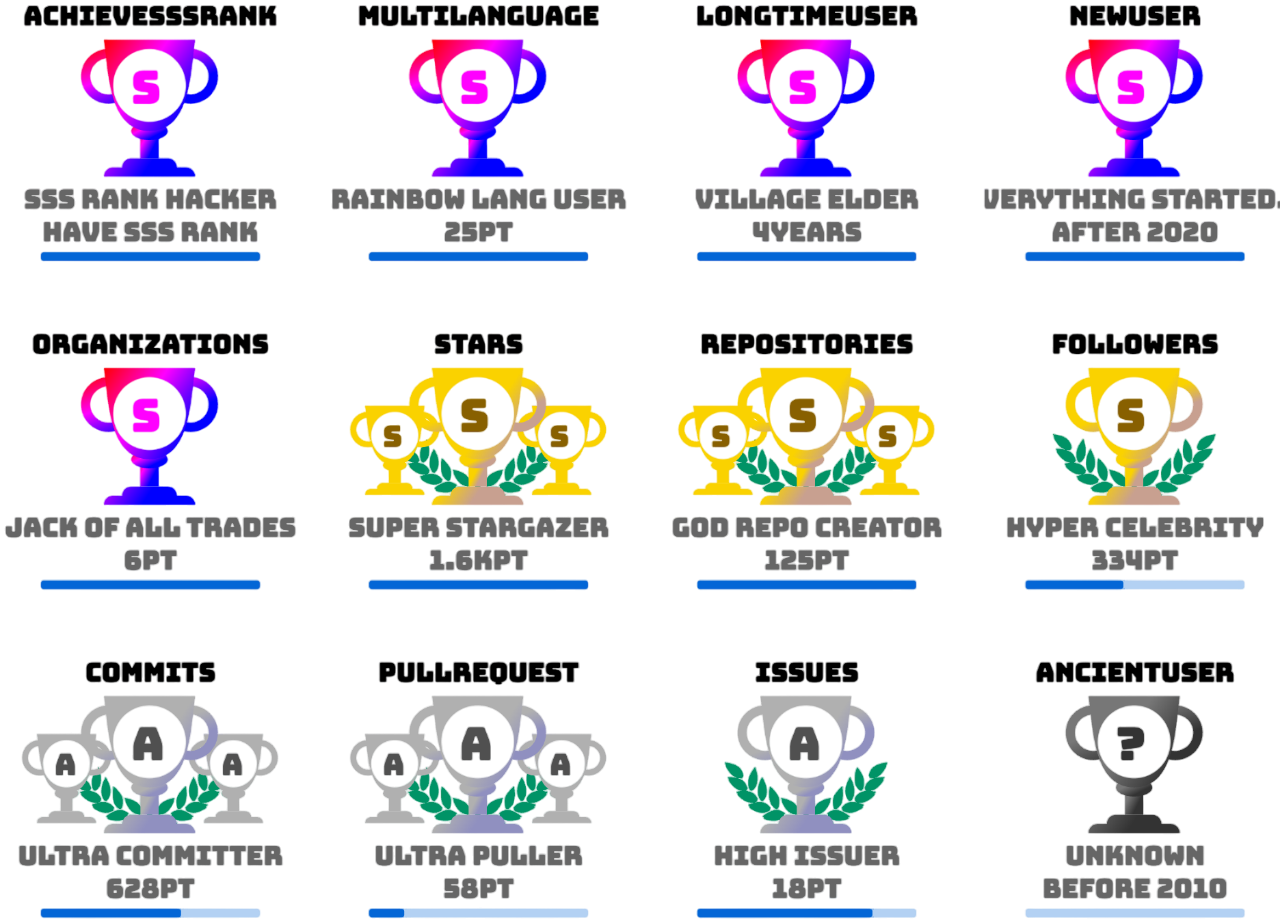 ACHIEVESSSRANK
S
SSS RANK HACKER
HAVE SSS RANK
MULTILANGUAGE
S
RAINBOW LANG USER
25PT
LONGTIMEUSER
S
VILLAGE ELDER
4YEARS
NEWUSER
S
VERYTHING STARTED.
AFTER 2020
ORGANIZATIONS
S
JACK OF ALL TRADES
6PT
STARS
S S S
SUPER STARGAZER
1.6KPT
REPOSITORIES
S S S
GOD REPO CREATOR
125PT
FOLLOWERS
S
HYPER CELEBRITY
334PT
COMMITS
A A A
ULTRA COMMITTER
628PT
PULLREQUEST
A A A
ULTRA PULLER
58PT
ISSUES
A
HIGH ISSUER
18PT
ANCIENTUSER
?
UNKNOWN
BEFORE 2010